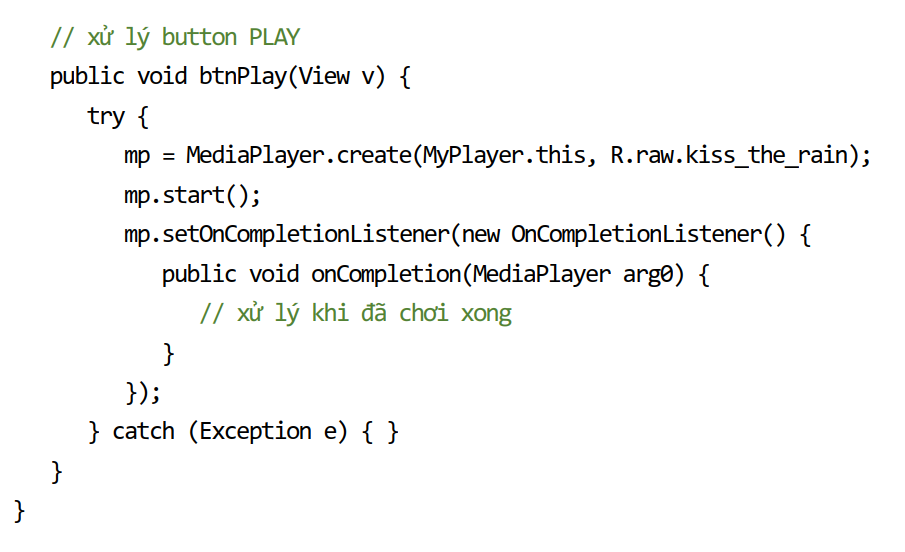 // xử lý button PLAY
public void btnPlay(View v) {
try {
mp = MediaPlayer.create(MyPlayer.this, R.raw.kiss_the_rain);
mp.start();
mp.setOnCompletionListener(new OnCompletionListener() {
public void onCompletion(MediaPlayer arg0) {
// xử lý khi đã chơi xong
}
});
} catch (Exception e) { }
}
}